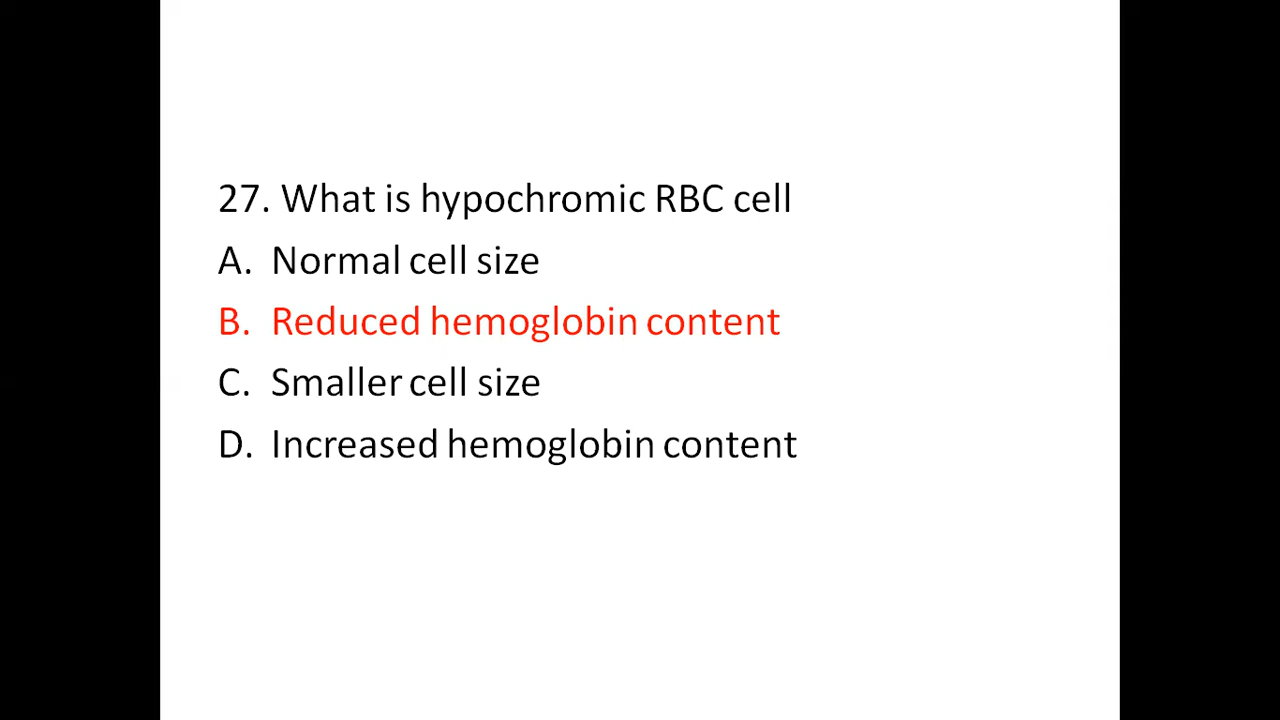 27. What is hypochromic RBC cell
A. Normal cell size
B. Reduced hemoglobin content
C. Smaller cell size
D. Increased hemoglobin content